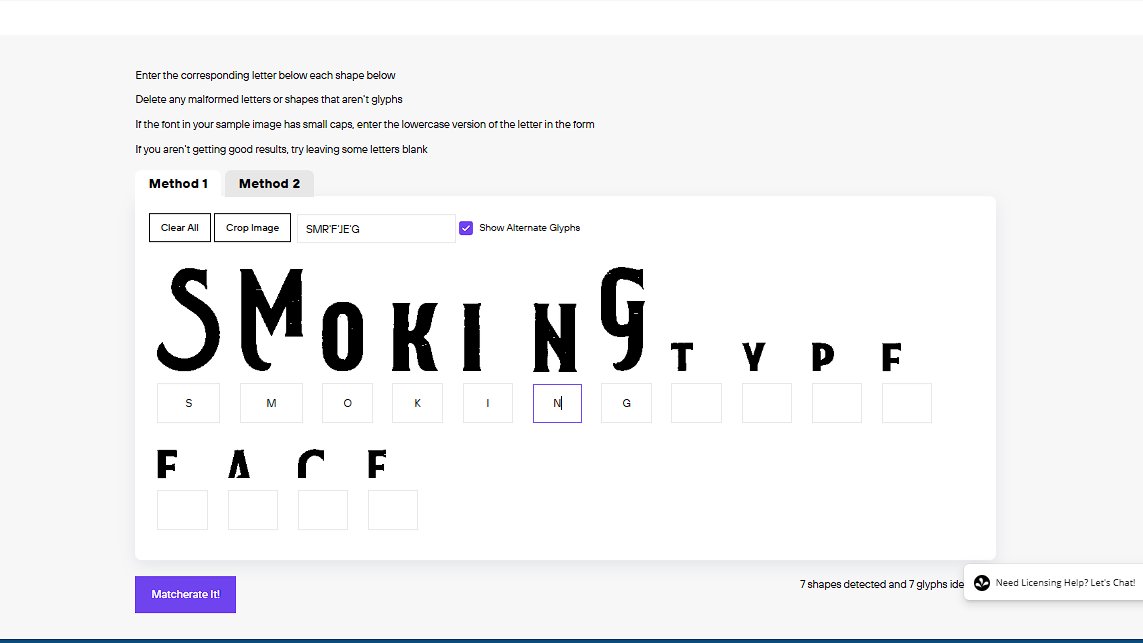 Enter the corresponding letter below each shape below
Delete any malformed letters or shapes that aren't glyphs
If the font in your sample image has small caps, enter the lowercase version of the letter in the form
If you aren't getting good results, try leaving some letters blank
Method 1 Method 2
Clear All Crop Image SMR'F'JE'G Show Alternate Glyphs
SMOKING TYPE
S M O K I N G
FACE
Matcherate It!
7 shapes detected and 7 glyphs ide
Need Licensing Help? Let's Chat!